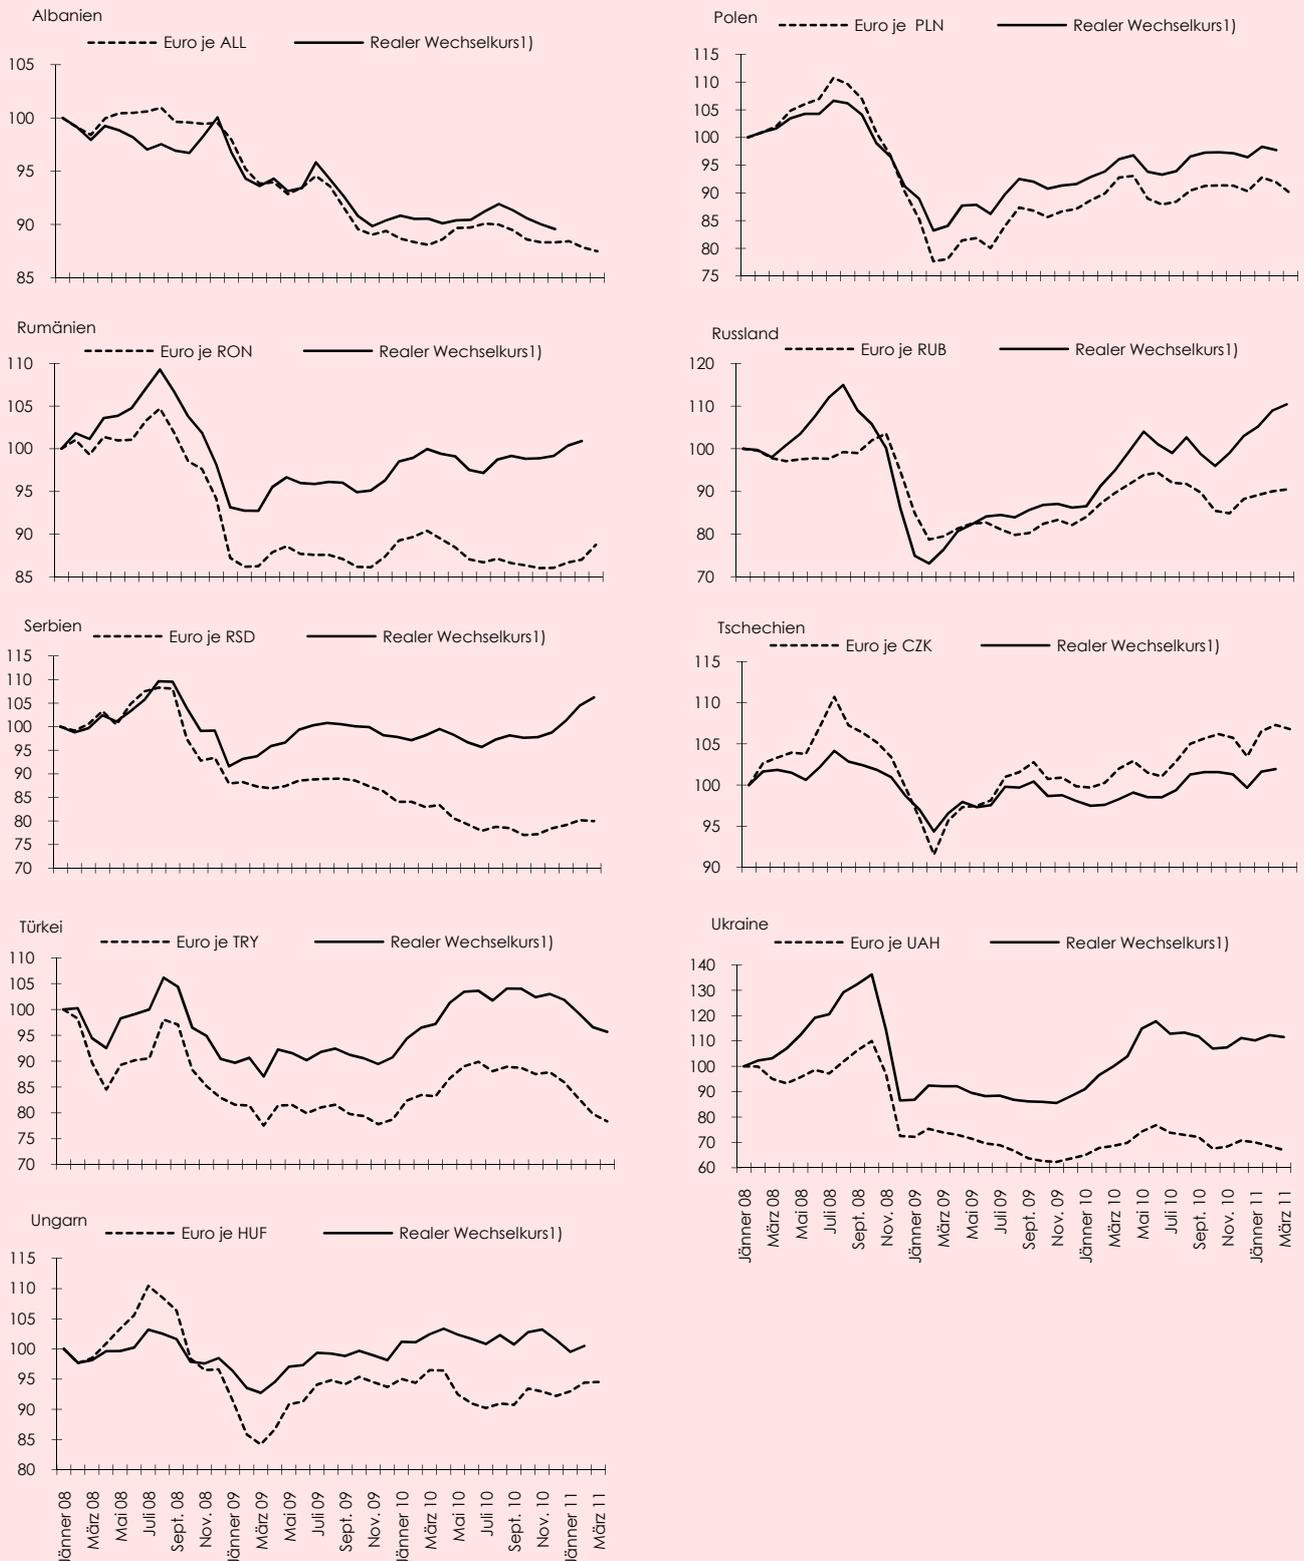 Albanien
Euro je ALL Realer Wechselkurs1)
105
100
95
90
85
Polen
Euro je PLN Realer Wechselkurs1)
115
110
105
100
95
90
85
80
75
Rumänien
Euro je RON Realer Wechselkurs1)
110
105
100
95
90
85
Russland
Euro je RUB Realer Wechselkurs1)
120
110
100
90
80
70
Serbien
Euro je RSD Realer Wechselkurs1)
115
110
105
100
95
90
85
80
75
70
Tschechien
Euro je CZK Realer Wechselkurs1)
115
110
105
100
95
90
Türkei
Euro je TRY Realer Wechselkurs1)
110
105
100
95
90
85
80
75
70
Ukraine
Euro je UAH Realer Wechselkurs1)
140
130
120
110
100
90
80
70
60
Jänner 08
März 08
Mai 08
Juli 08
Sept. 08
Nov. 08
Jänner 09
März 09
Mai 09
Juli 09
Sept. 09
Nov. 09
Jänner 10
März 10
Mai 10
Juli 10
Sept. 10
Nov. 10
Jänner 11
März 11
Ungarn
Euro je HUF Realer Wechselkurs1)
115
110
105
100
95
90
85
80
Jänner 08
März 08
Mai 08
Juli 08
Sept. 08
Nov. 08
Jänner 09
März 09
Mai 09
Juli 09
Sept. 09
Nov. 09
Jänner 10
März 10
Mai 10
Juli 10
Sept. 10
Nov. 10
Jänner 11
März 11